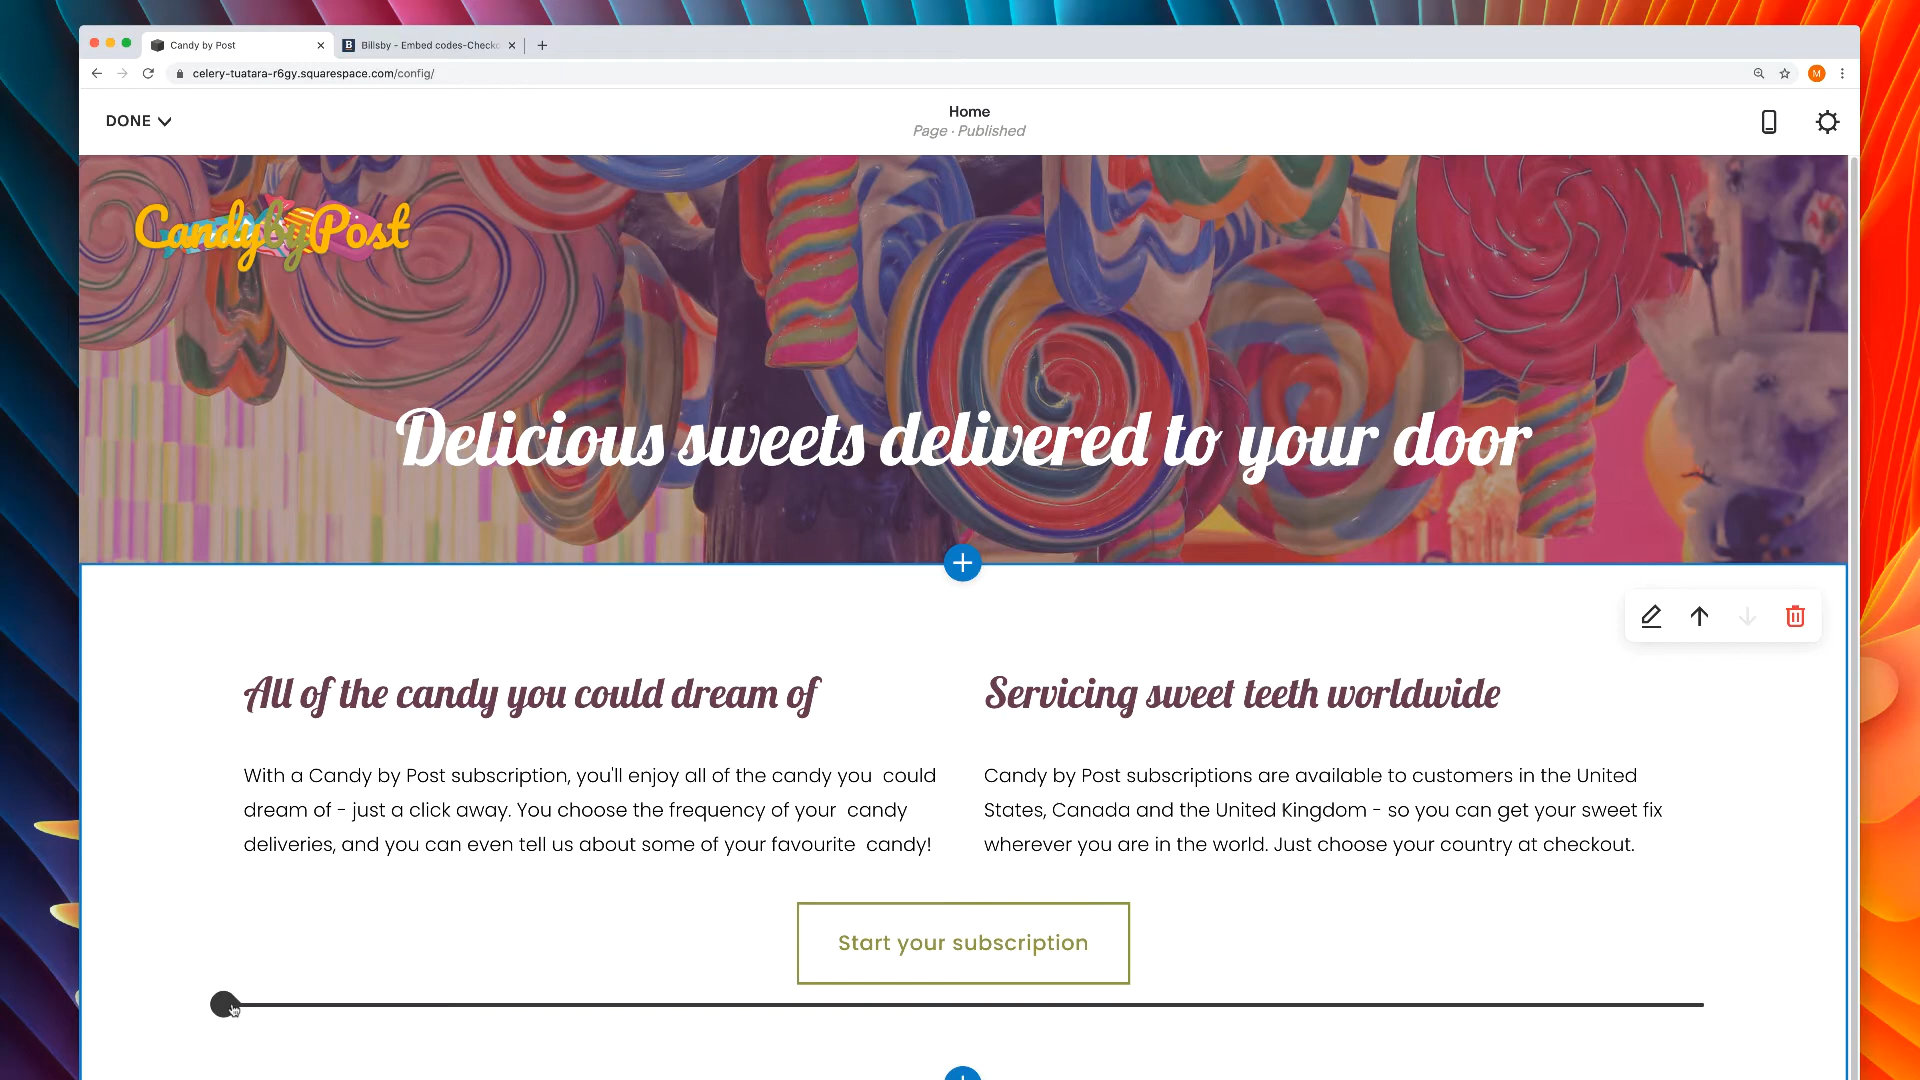 Candy by Post
B Billsby - Embed codes-Checko
celery-tuatara-r6gy.squarespace.com/config/
M
DONE
Home
Page · Published
Candy by Post
Delicious sweets delivered to your door
All of the candy you could dream of
With a Candy by Post subscription, you'll enjoy all of the candy you could
dream of - just a click away. You choose the frequency of your candy
deliveries, and you can even tell us about some of your favourite candy!
Servicing sweet teeth worldwide
Candy by Post subscriptions are available to customers in the United
States, Canada and the United Kingdom - so you can get your sweet fix
wherever you are in the world. Just choose your country at checkout.
Start your subscription